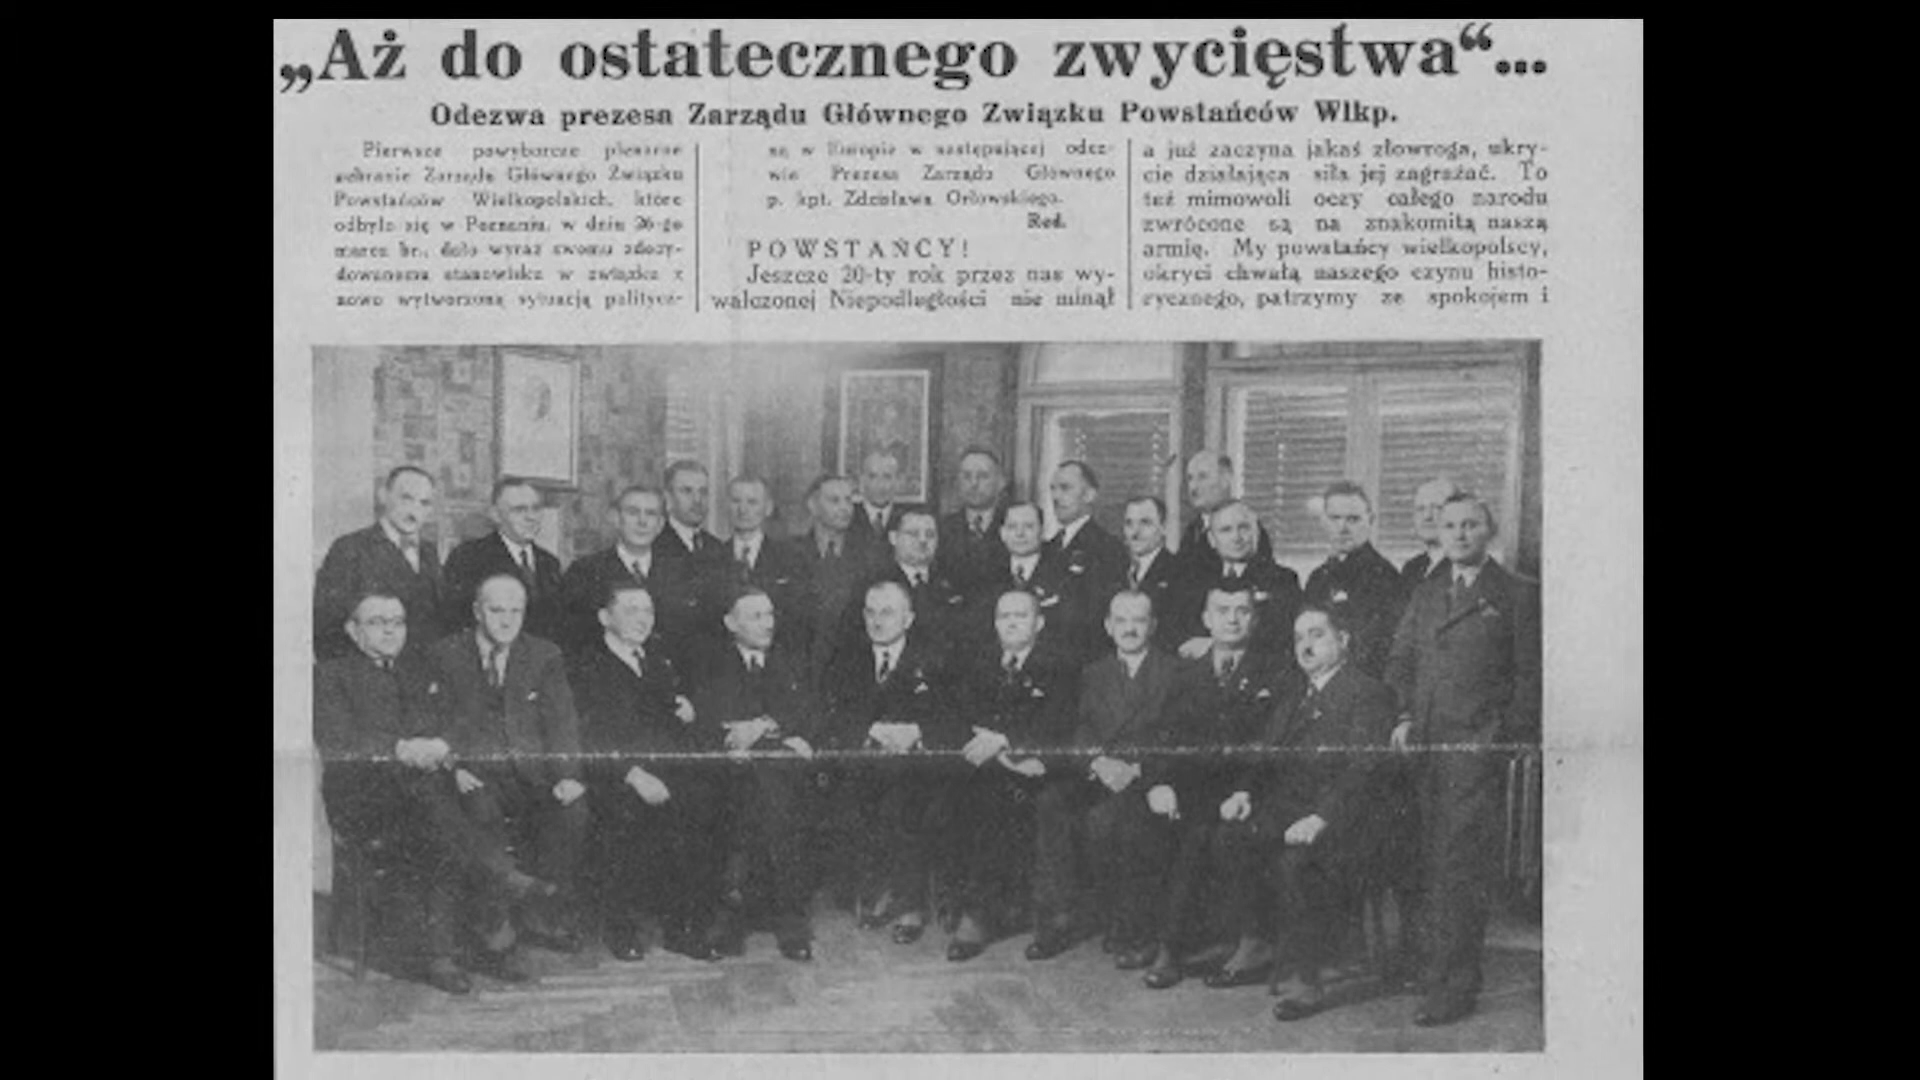 „Aż do ostatecznego zwycięstwa“...
Odezwa prezesa Zarządu Głównego Związku Powstańców Wlkp.
Pierwsze powyborcze plenarne
zebranie Zarządu Głównego Związku
Powstańców Wielkopolskich, które
odbyło się w Poznaniu, w dniu 26-go
marca br., dało wyraz swemu zdecy-
dowanemu stanowisku w związku z
nowo wytworzoną sytuacją politycz-
ną w Europie w następującej odez-
wie Prezesa Zarządu Głównego
p. kpt. Zdzisława Orłowskiego.
Red.
POWSTAŃCY!
Jeszcze 20-ty rok przez nas wy-
walczonej Niepodległości nie minął
a już zaczyna jakaś złowroga, ukry-
cie działająca siła jej zagrażać. To
też mimowoli oczy całego narodu
zwrócone są na znakomitą naszą
armię. My powstańcy wielkopolscy,
okryci chwałą naszego czynu histo-
rycznego, patrzymy ze spokojem i